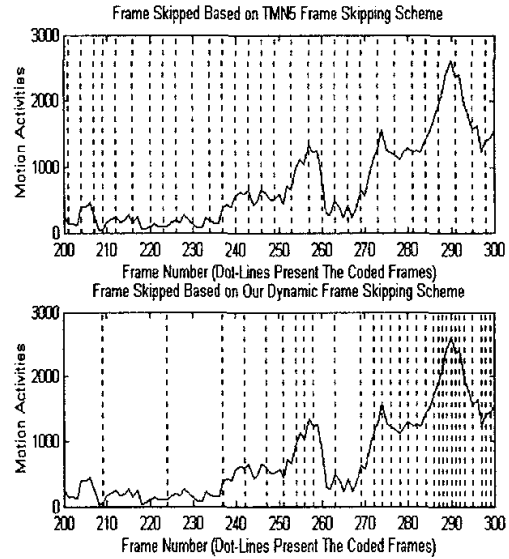 Frame Skipped Based on TMN5 Frame Skipping Scheme
3000
2000
1000
0
Motion Activities
200 210 220 230 240 250 260 270 280 290 300
Frame Number (Dot-Lines Present The Coded Frames)
Frame Skipped Based on Our Dynamic Frame Skipping Scheme
3000
2000
1000
0
Motion Activities
200 210 220 230 240 250 260 270 280 290 300
Frame Number (Dot-Lines Present The Coded Frames)